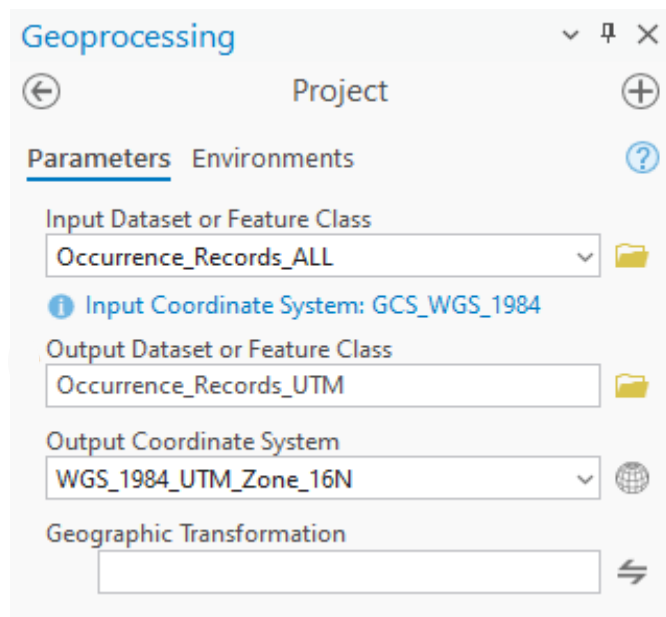 Geoprocessing
Project
Parameters Environments
Input Dataset or Feature Class
Occurrence_Records_ALL
Input Coordinate System: GCS_WGS_1984
Output Dataset or Feature Class
Occurrence_Records_UTM
Output Coordinate System
WGS_1984_UTM_Zone_16N
Geographic Transformation